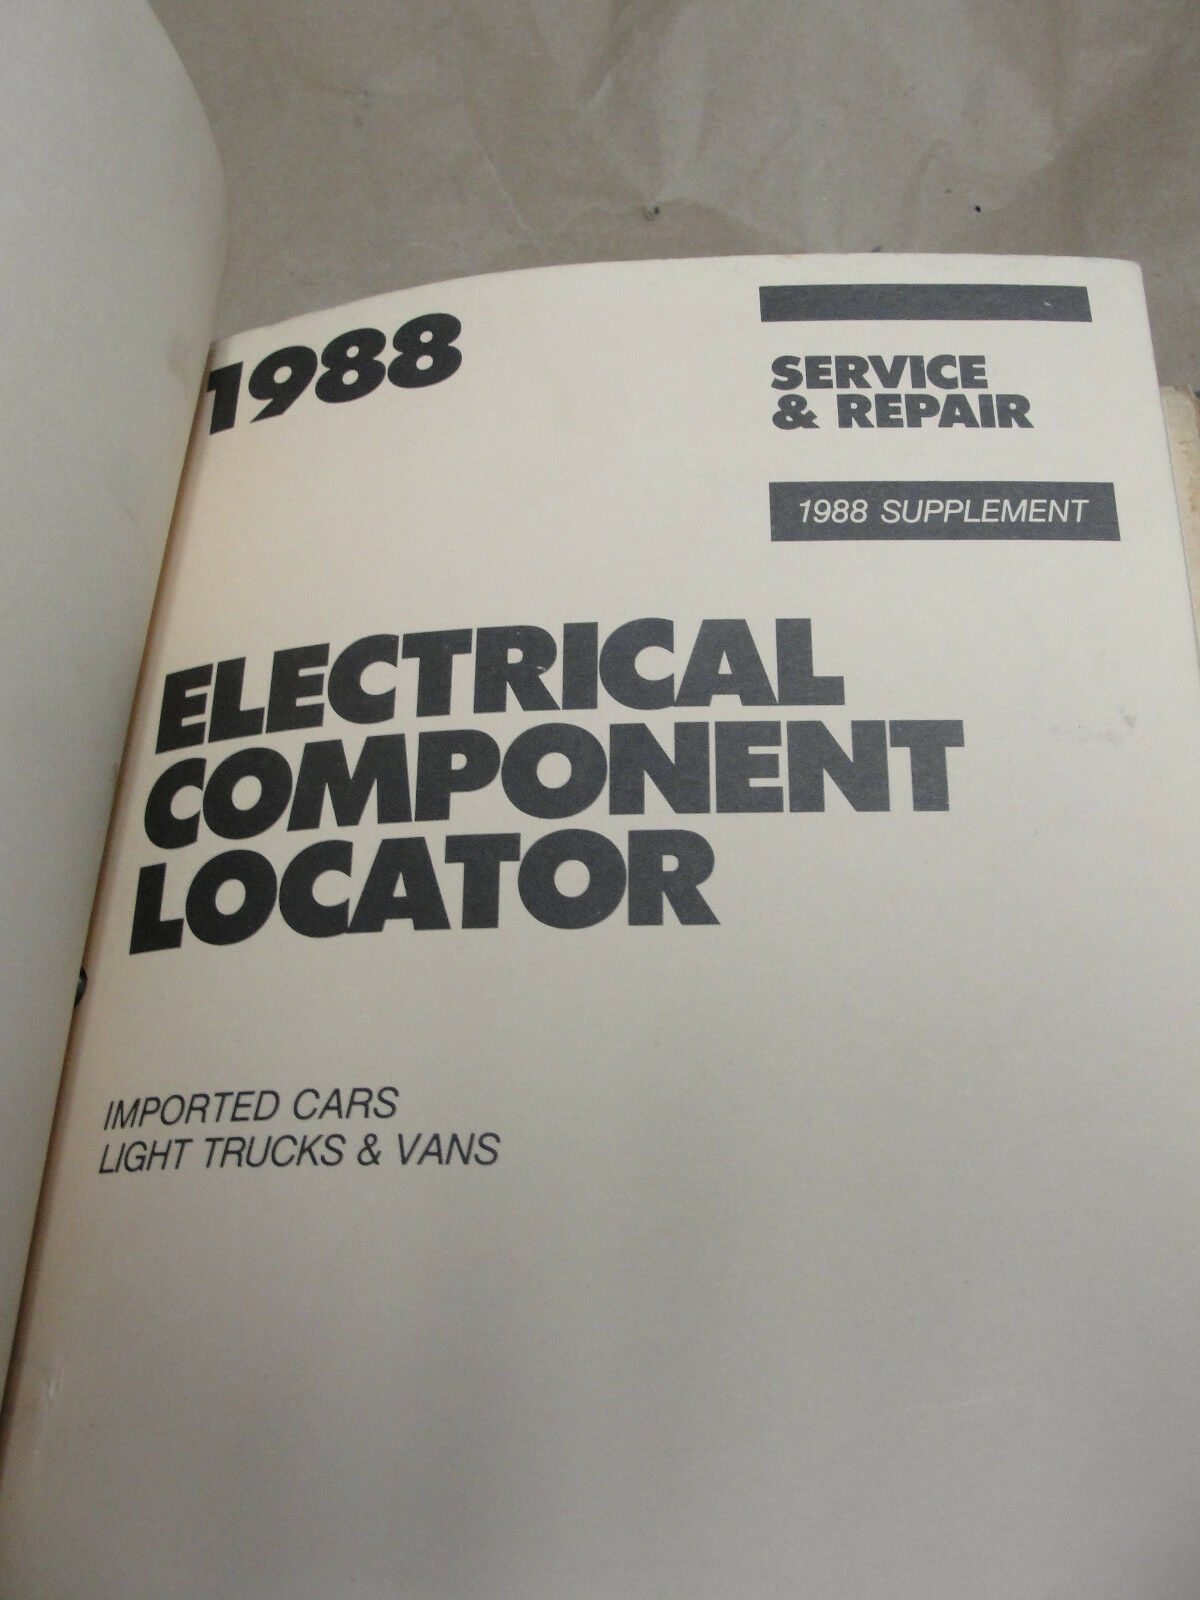 1988
SERVICE
& REPAIR
1988 SUPPLEMENT
ELECTRICAL
COMPONENT
LOCATOR
IMPORTED CARS
LIGHT TRUCKS & VANS